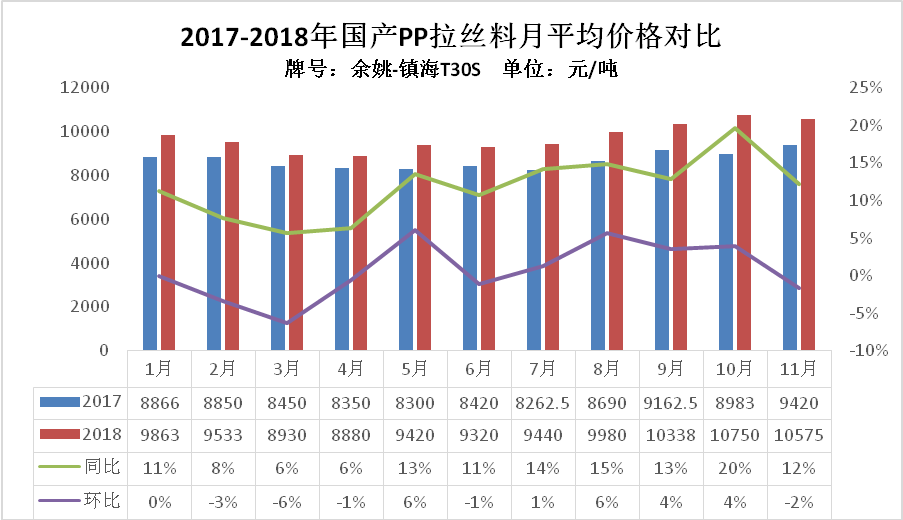 2017-2018年国产PP拉丝料月平均价格对比
牌号：余姚-镇海T30S 单位：元/吨
12000 25%
10000 20%
8000 15%
6000 10%
4000 5%
2000 0%
0 -5%
-10%
1月 2月 3月 4月 5月 6月 7月 8月 9月 10月 11月
2017 8866 8850 8450 8350 8300 8420 8262.5 8690 9162.5 8983 9420
2018 9863 9533 8930 8880 9420 9320 9440 9980 10338 10750 10575
同比 11% 8% 6% 6% 13% 11% 14% 15% 13% 20% 12%
环比 0% -3% -6% -1% 6% -1% 1% 6% 4% 4% -2%